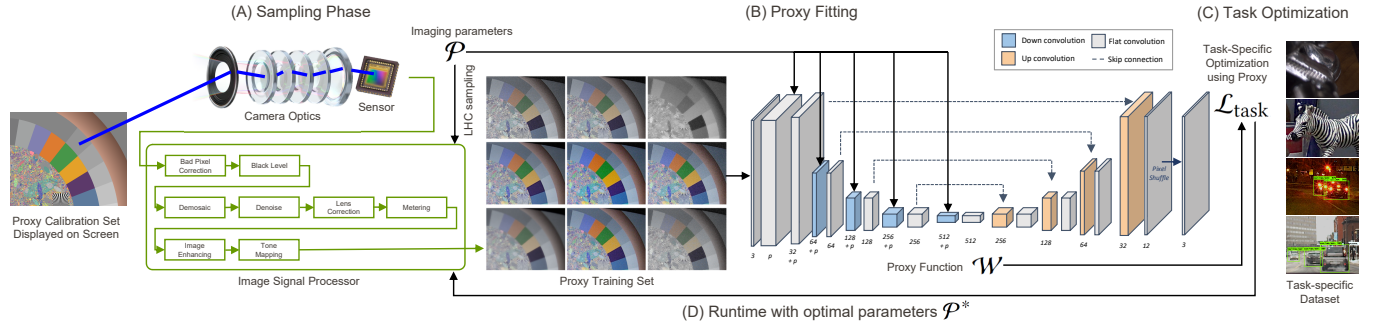 (A) Sampling Phase
(B) Proxy Fitting
(C) Task Optimization
Imaging parameters
𝒫
LHC sampling
Camera Optics
Sensor
Bad Pixel
Correction
Black Level
Demosaic
Denoise
Lens
Correction
Metering
Image
Enhancing
Tone
Mapping
Image Signal Processor
Proxy Calibration Set
Displayed on Screen
Proxy Training Set
Down convolution
Flat convolution
Up convolution
Skip connection
3
p
32
+ p
64
+ p
64
128
+ p
128
256
+ p
256
512
+ p
512
256
128
64
32
12
3
Pixel
Shuffle
Proxy Function 𝒲
Task-Specific
Optimization
using Proxy
ℒtask
Task-specific
Dataset
(D) Runtime with optimal parameters 𝒫*